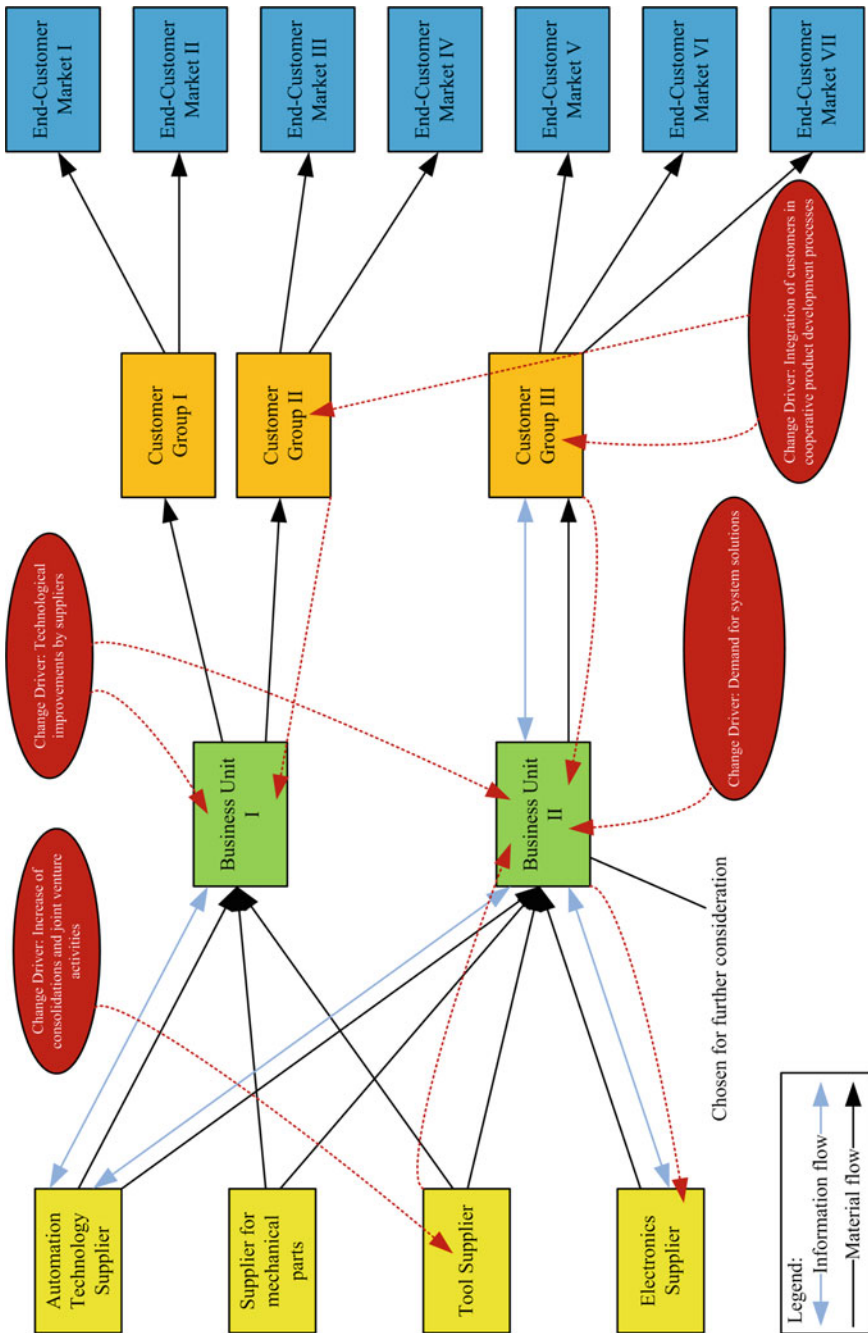 Change Driver: Increase of
consolidations and joint venture
activities
Change Driver: Technological
improvements by suppliers
Automation
Technology
Supplier
Supplier for
mechanical
parts
Tool Supplier
Electronics
Supplier
Business Unit
I
Business Unit
II
Customer
Group I
Customer
Group II
Customer
Group III
End-Customer
Market I
End-Customer
Market II
End-Customer
Market III
End-Customer
Market IV
End-Customer
Market V
End-Customer
Market VI
End-Customer
Market VII
Chosen for further consideration
Change Driver: Demand for system solutions
Change Driver: Integration of customers in
cooperative product development processes
Legend:
Information flow
Material flow